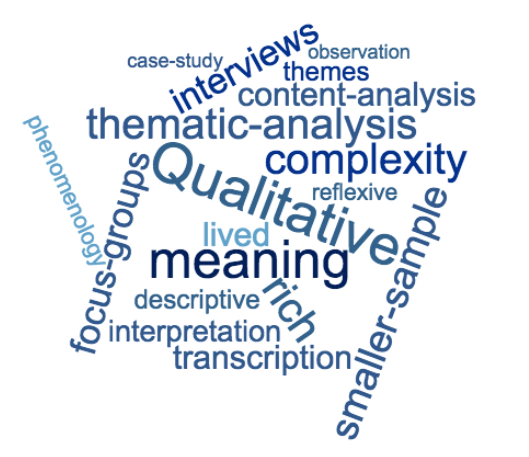 interviews
observation
case-study
themes
content-analysis
thematic-analysis
phenomenology
Qualitative
complexity
focus-groups
reflexive
smaller-sample
lived
meaning
rich
descriptive
interpretation
transcription